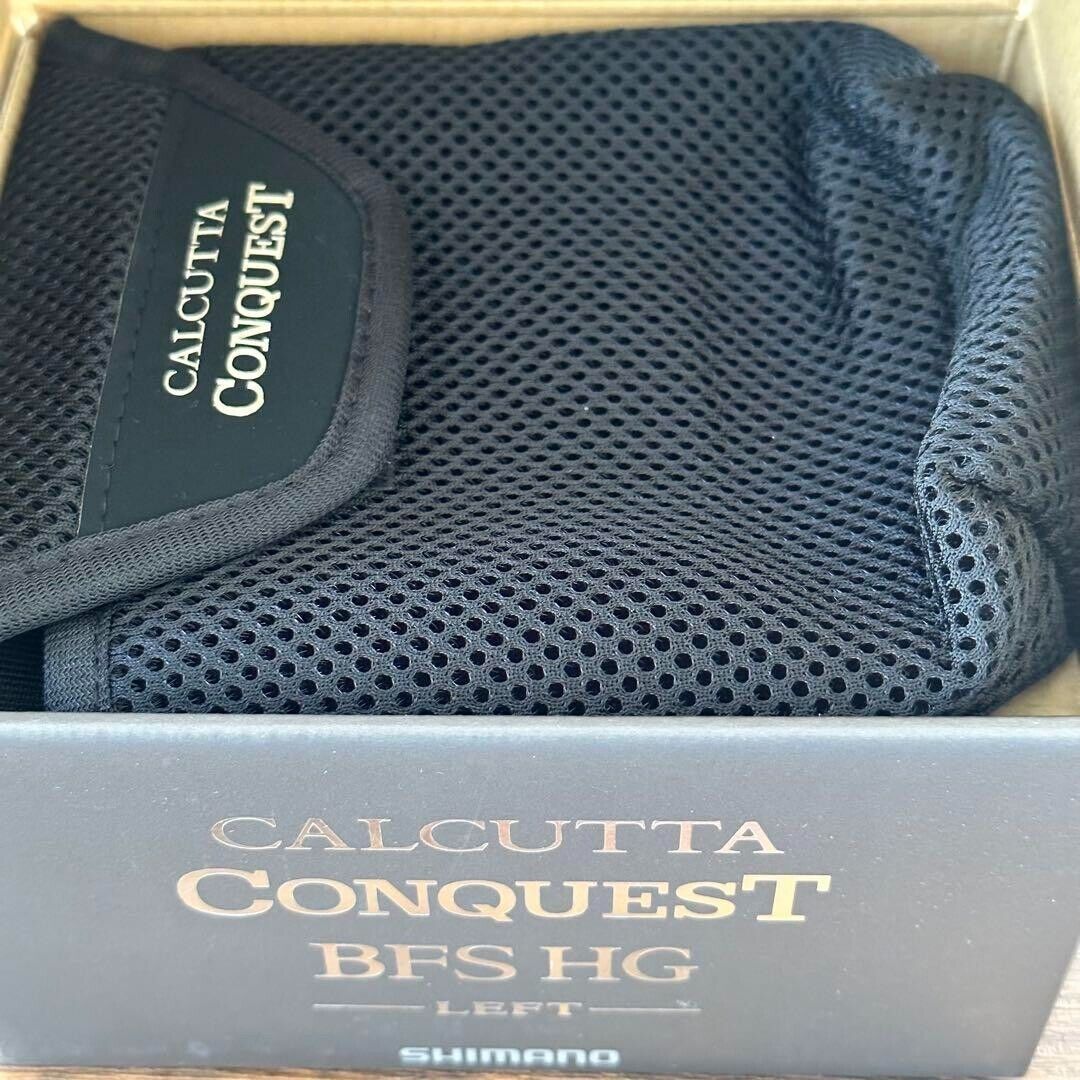 CALCUTTA
CONQUEST
CALCUTTA
CONQUEST
BFS HG
LEFT
SHIMANO